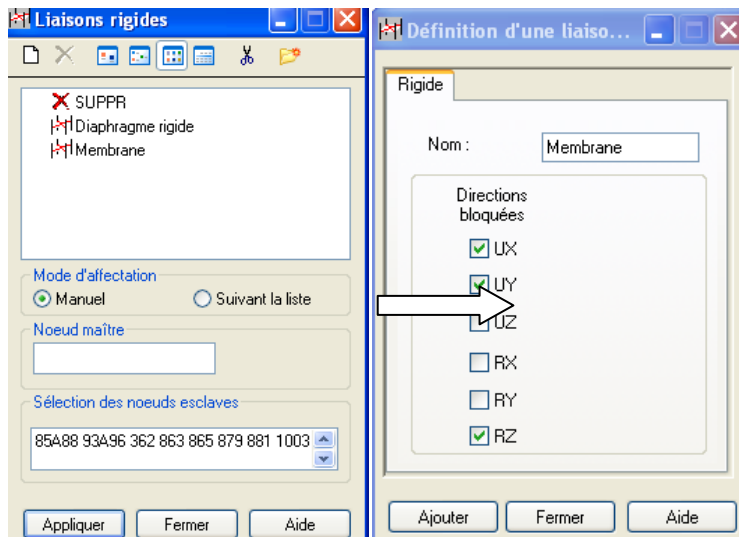 Liaisons rigides
SUPPR
Diaphragme rigide
Membrane
Mode d'affectation
Manuel
Suivant la liste
Noeud maître
Sélection des noeuds esclaves
85A88 93A96 362 863 865 879 881 1003
Appliquer
Fermer
Aide
Définition d'une liaiso...
Rigide
Nom :
Membrane
Directions
bloquées
UX
UY
UZ
RX
RY
RZ
Ajouter
Fermer
Aide